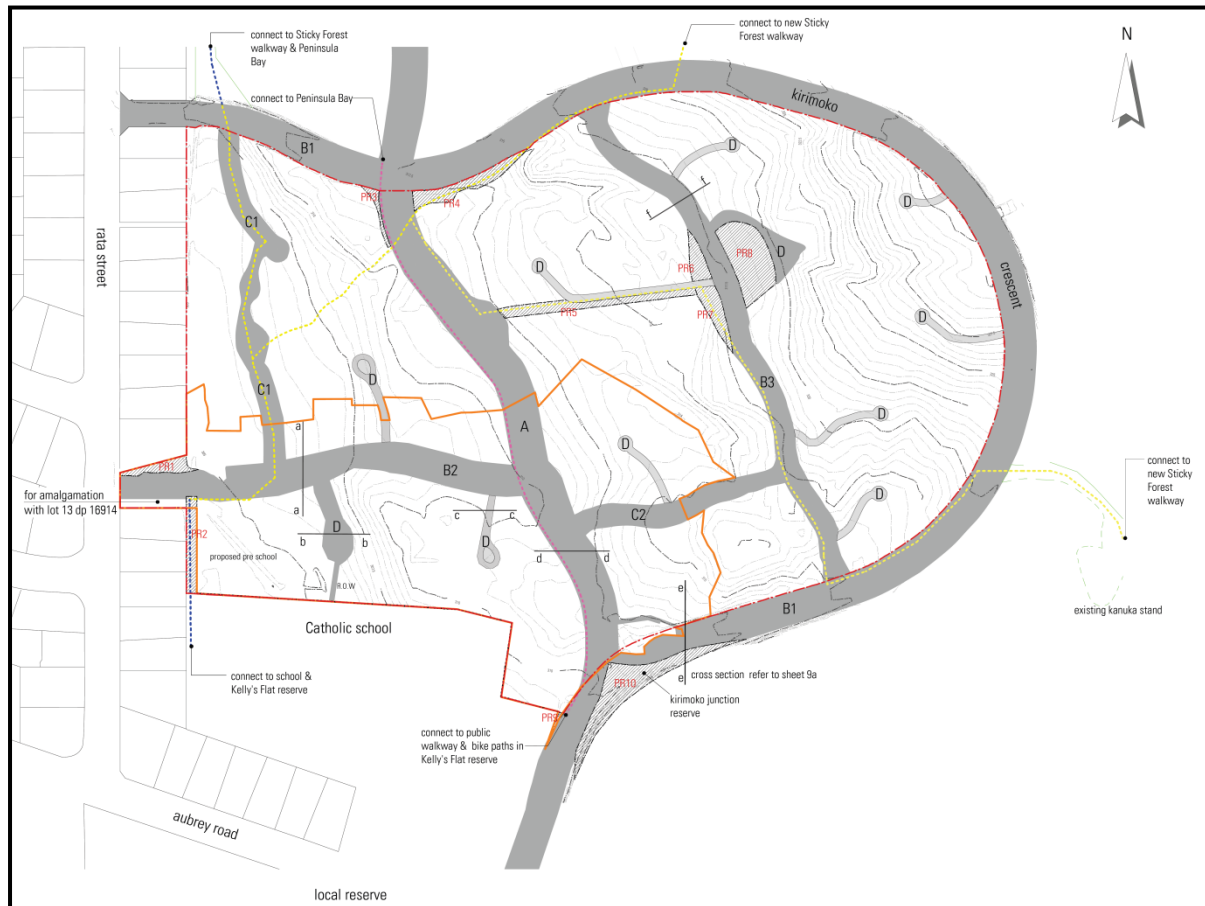 connect to new Sticky
Forest walkway
connect to Sticky Forest
walkway & Peninsula
Bay
N
connect to Peninsula Bay
kirimoko
B1
D
PR3
PR4
D
C1
f
f
rata street
PR6
PR8
D
D
crescent
PR5
PR7
D
D
B3
C1
A
D
a
D
B2
PR1
connect to
new Sticky
Forest
walkway
for amalgamation
with lot 13 dp 16914
D
c
c
C2
a
PR2
D
b
b
D
d
d
proposed pre school
R.O.W
e
B1
existing kanuka stand
Catholic school
connect to school &
Kelly's Flat reserve
e
cross section refer to sheet 9a
PR10
kirimoko junction
reserve
PR9
connect to public
walkway & bike paths in
Kelly's Flat reserve
aubrey road
local reserve